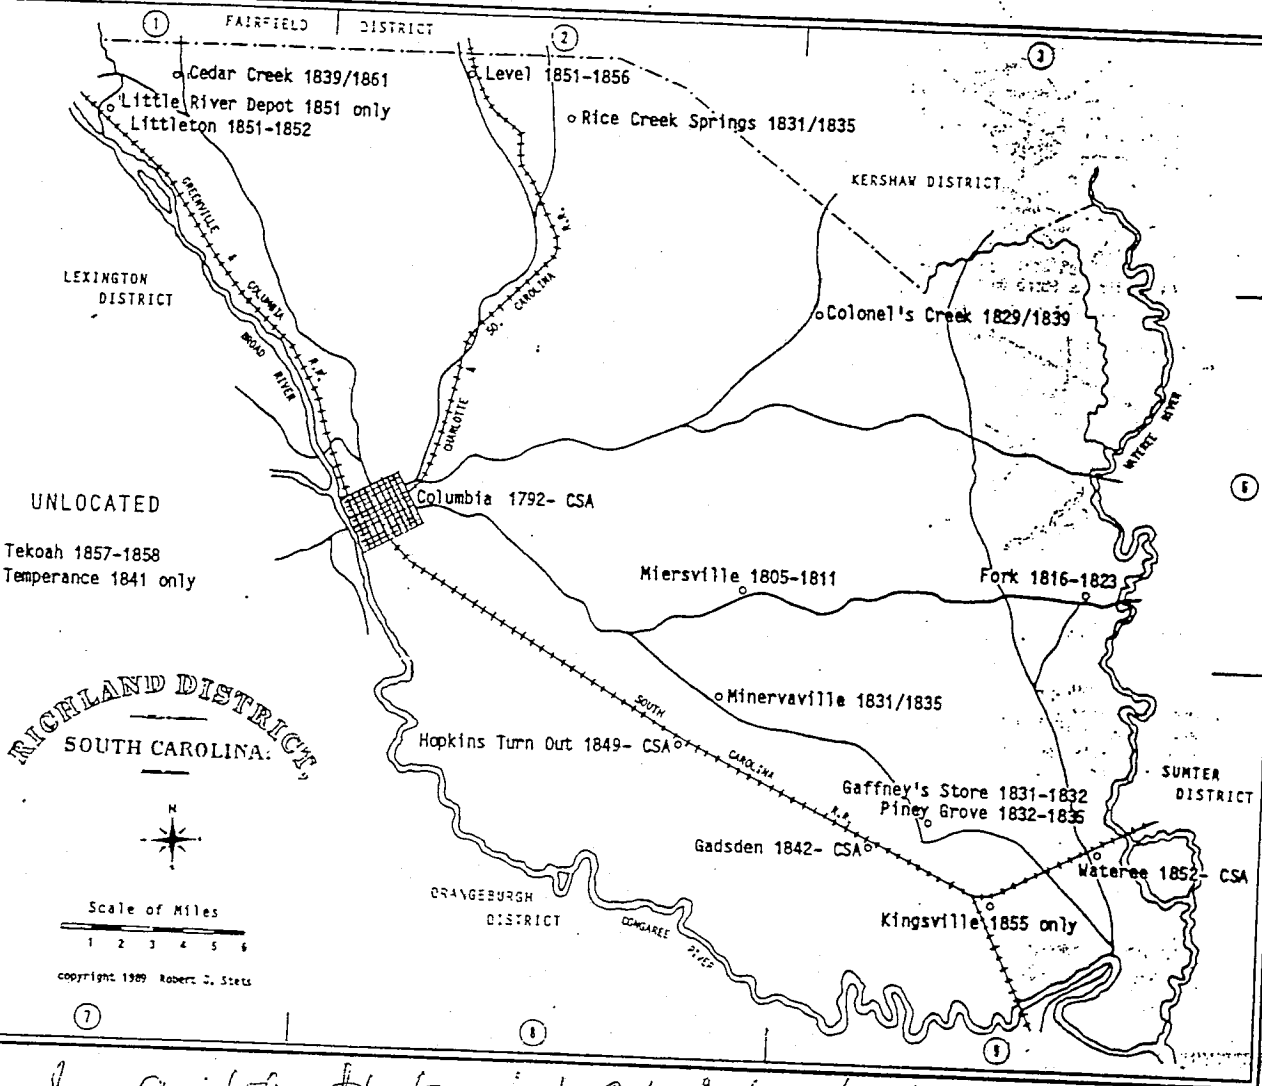 1
FAIRFIELD DISTRICT
2
3
Cedar Creek 1839/1861
Level 1851-1856
Little River Depot 1851 only
Littleton 1851-1852
Rice Creek Springs 1831/1835
KERSHAW DISTRICT
GREENVILLE & COLUMBIA R.R.
LEXINGTON
DISTRICT
CHARLOTTE & SO. CAROLINA R.R.
Colonel's Creek 1829/1839
BROAD RIVER
WATEREE RIVER
UNLOCATED
Columbia 1792- CSA
6
Tekoah 1857-1858
Temperance 1841 only
Miersville 1805-1811
Fork 1816-1823
RICHLAND DISTRICT,
SOUTH CAROLINA:
Minervaville 1831/1835
Hopkins Turn Out 1849- CSA
SOUTH CAROLINA R.R.
SUMTER
DISTRICT
Gaffney's Store 1831-1832
Piney Grove 1832-1835
N
Gadsden 1842- CSA
Wateree 1852- CSA
ORANGEBURGH
DISTRICT
CONGAREE RIVER
Kingsville 1855 only
Scale of Miles
1 2 3 4 5 6
copyright 1989 Robert J. Stets
7
8
9